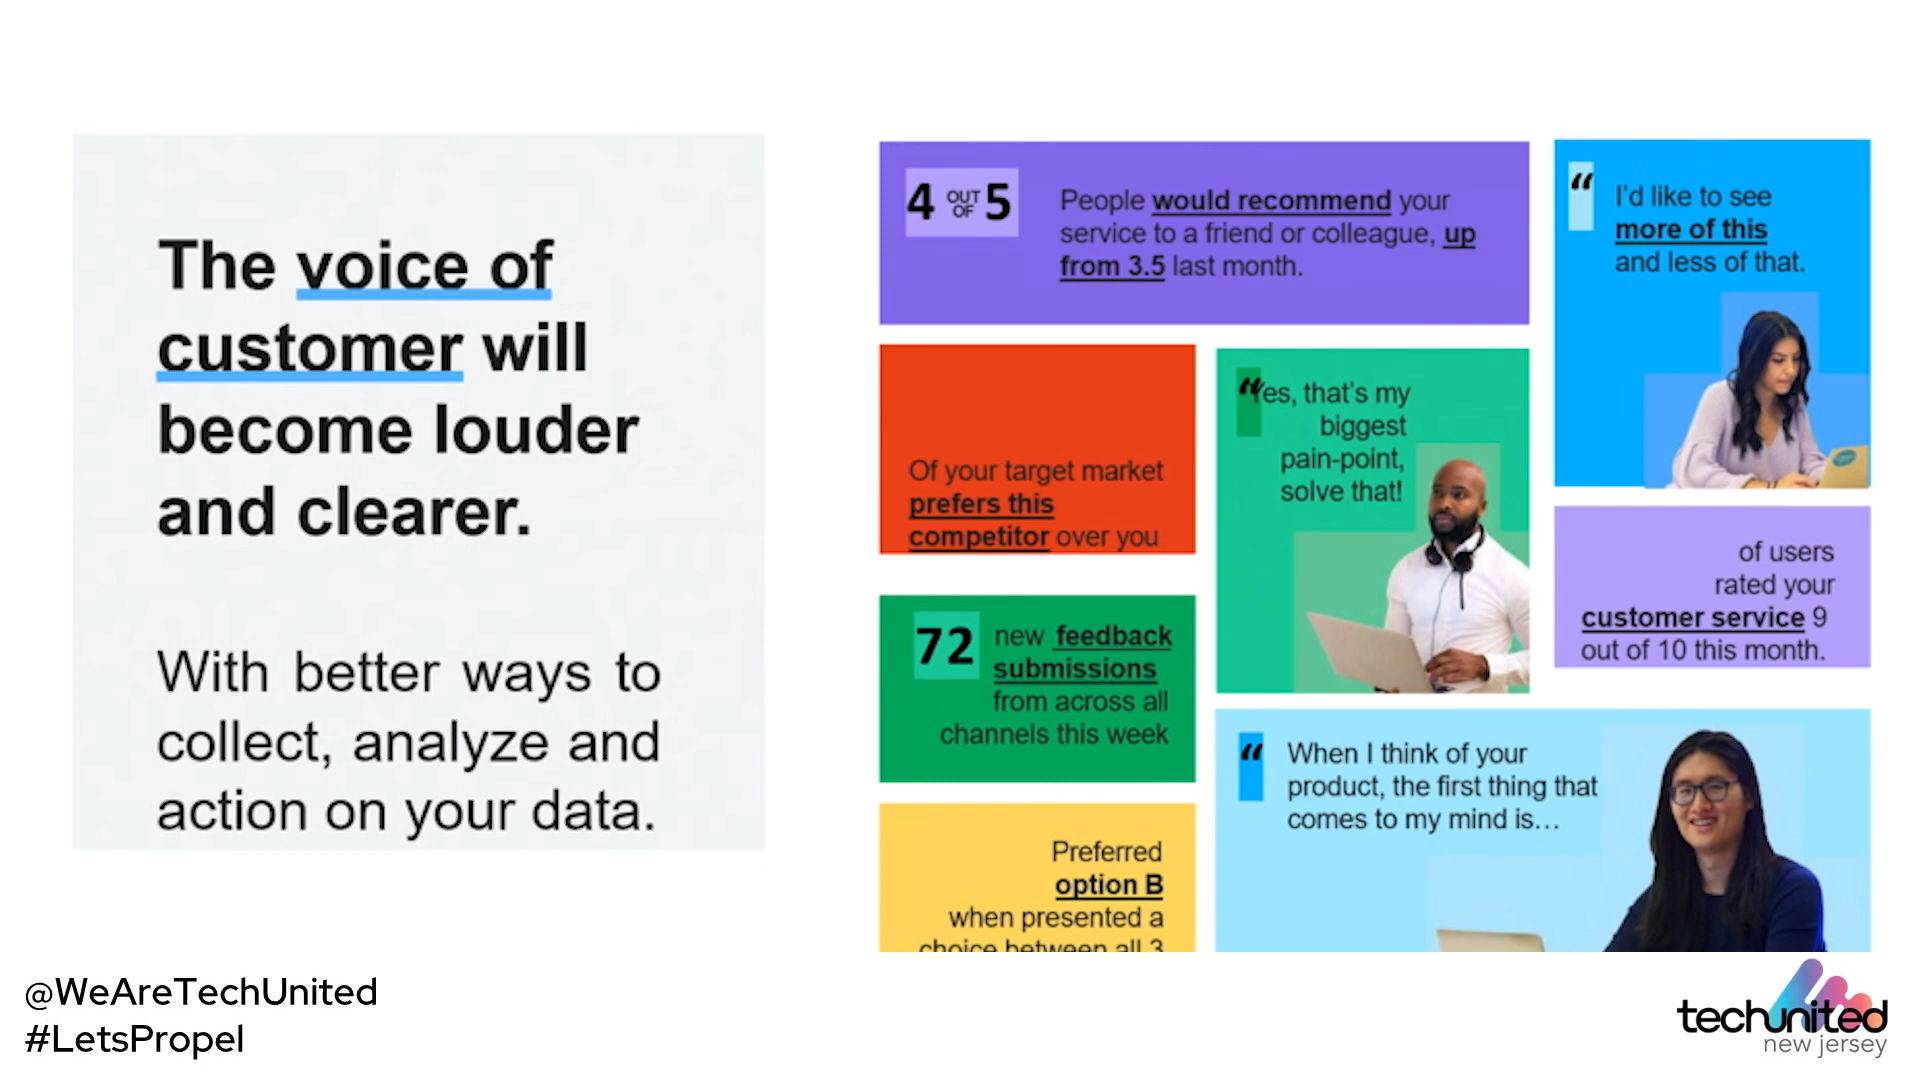 The voice of
customer will
become louder
and clearer.
With better ways to
collect, analyze and
action on your data.
4 OUT OF 5
People would recommend your
service to a friend or colleague, up
from 3.5 last month.
“
I'd like to see
more of this
and less of that.
Of your target market
prefers this
competitor over you
“Yes, that's my
biggest
pain-point,
solve that!
of users
rated your
customer service 9
out of 10 this month.
72
new feedback
submissions
from across all
channels this week
“
When I think of your
product, the first thing that
comes to my mind is...
Preferred
option B
when presented a
choice between all 3
@WeAreTechUnited
#LetsPropel
techunited
new jersey